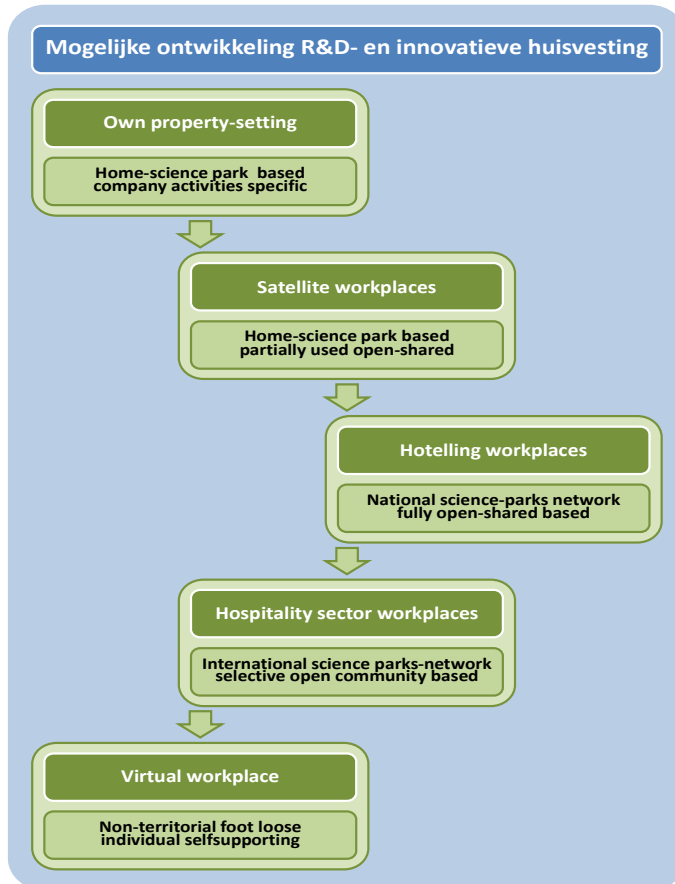 Mogelijke ontwikkeling R&D- en innovatieve huisvesting
Own property-setting
Home-science park based
company activities specific
Satellite workplaces
Home-science park based
partially used open-shared
Hotelling workplaces
National science-parks network
fully open-shared based
Hospitality sector workplaces
International science parks-network
selective open community based
Virtual workplace
Non-territorial foot loose
individual selfsupporting